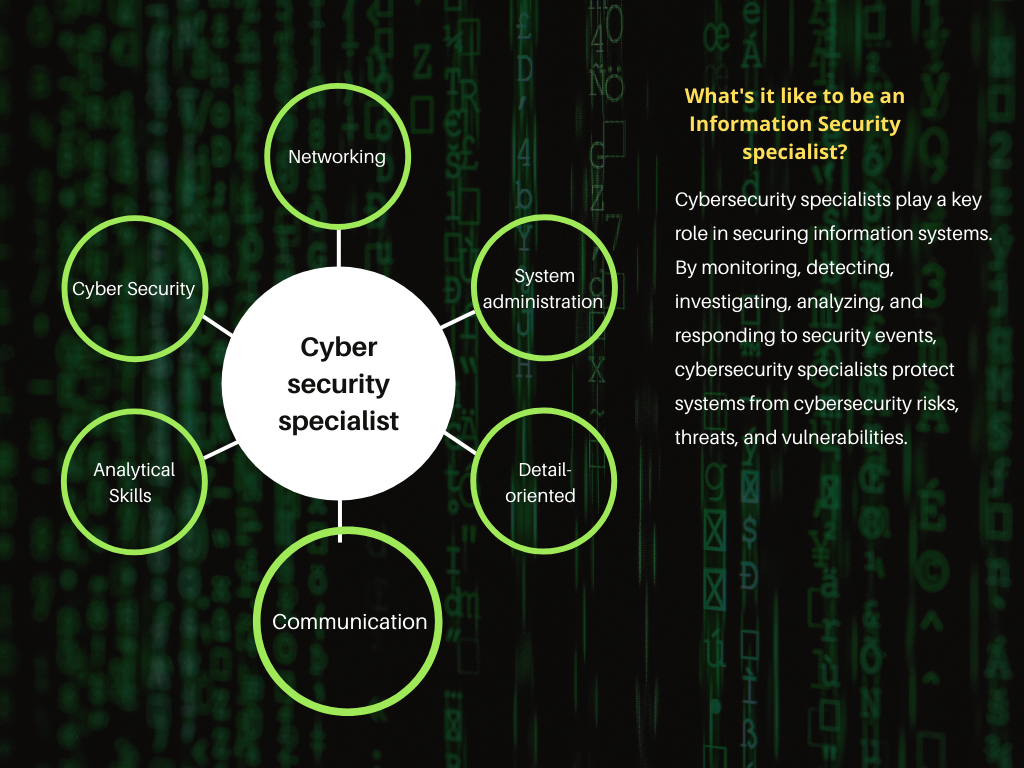 Networking
Cyber Security
System
administration
Cyber
security
specialist
Analytical
Skills
Detail-
oriented
Communication
What's it like to be an
Information Security
specialist?
Cybersecurity specialists play a key
role in securing information systems.
By monitoring, detecting,
investigating, analyzing, and
responding to security events,
cybersecurity specialists protect
systems from cybersecurity risks,
threats, and vulnerabilities.